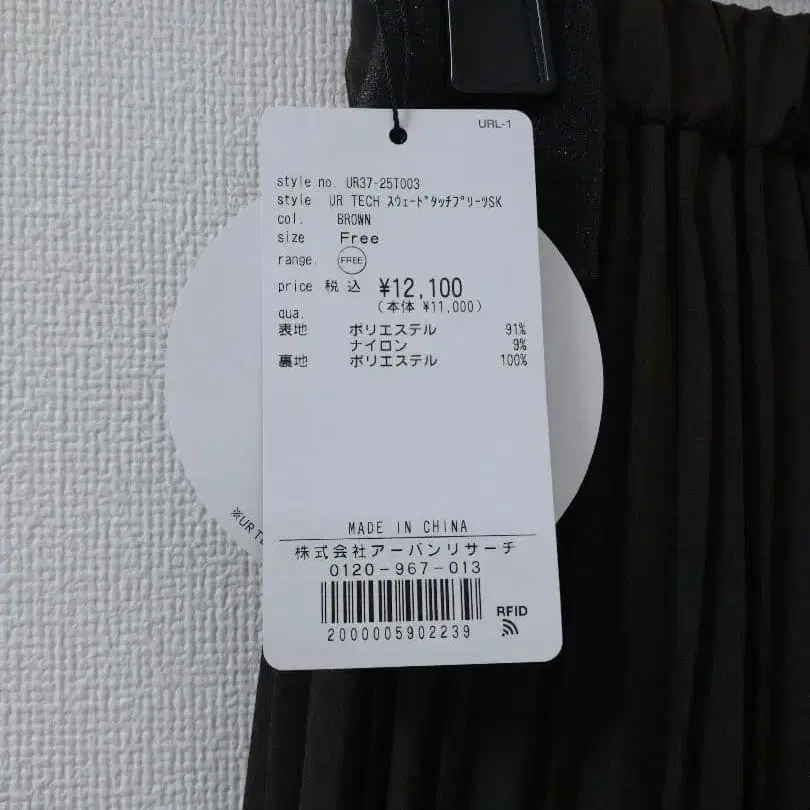 URL-1
style no. UR37-25T003
style UR TECH ｽｳｪｰﾄﾞﾀｯﾁﾌﾟﾘｰﾂSK
col. BROWN
size Free
range. FREE
price 税込 ¥12,100
(本体 ¥11,000)
qua.
表地 ポリエステル 91%
ナイロン 9%
裏地 ポリエステル 100%
MADE IN CHINA
株式会社アーバンリサーチ
0120-967-013
RFID
2000005902239
※UR